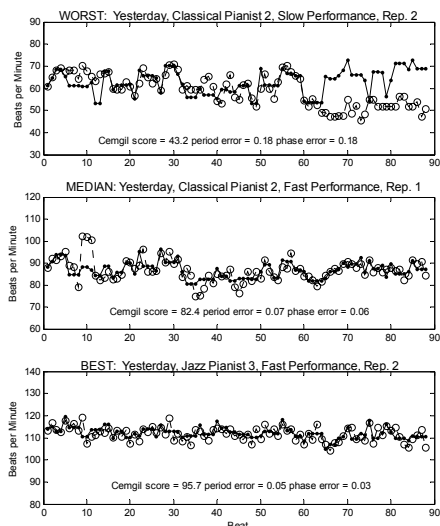 WORST:  Yesterday, Classical Pianist 2, Slow Performance, Rep. 2
90
80
70
60
50
40
30
Beats per Minute
Cemgil score = 43.2 period error = 0.18 phase error = 0.18
0 10 20 30 40 50 60 70 80 90
MEDIAN: Yesterday, Classical Pianist 2, Fast Performance, Rep. 1
120
110
100
90
80
70
60
Beats per Minute
Cemgil score = 82.4 period error = 0.07 phase error = 0.06
0 10 20 30 40 50 60 70 80 90
BEST:  Yesterday, Jazz Pianist 3, Fast Performance, Rep. 2
140
130
120
110
100
90
80
Beats per Minute
Cemgil score = 95.7 period error = 0.05 phase error = 0.03
0 10 20 30 40 50 60 70 80 90